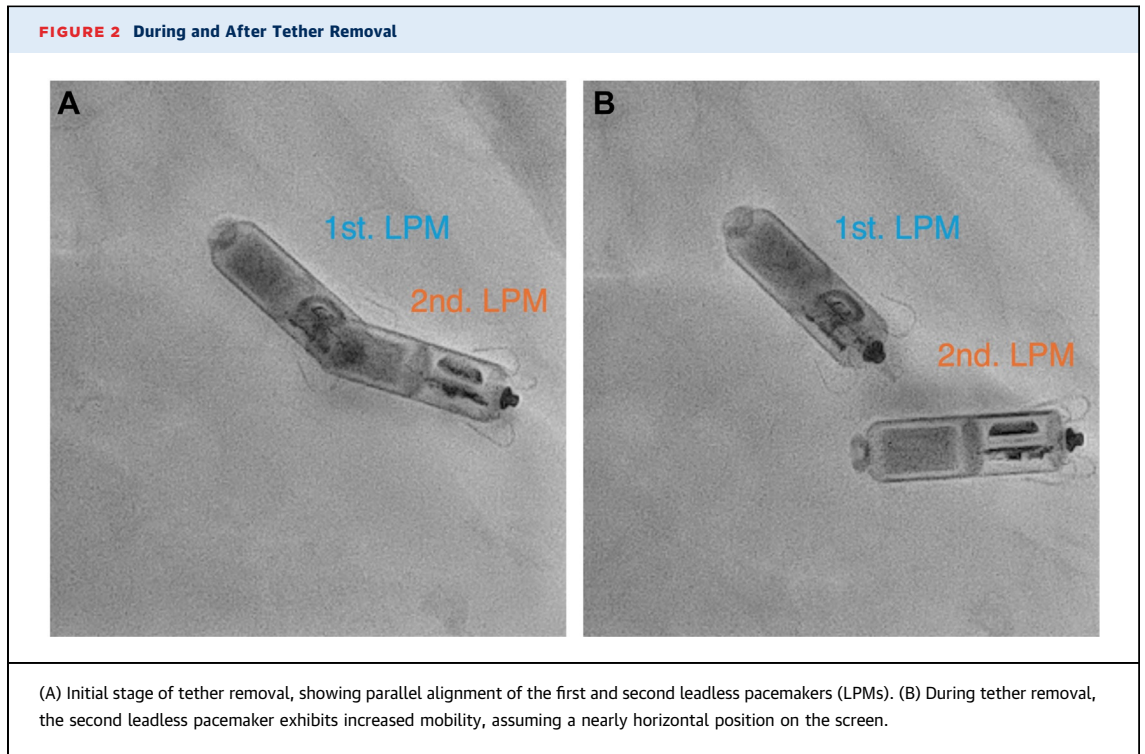 FIGURE 2 During and After Tether Removal
A
1st. LPM
2nd. LPM
B
1st. LPM
2nd. LPM
(A) Initial stage of tether removal, showing parallel alignment of the first and second leadless pacemakers (LPMs). (B) During tether removal,
the second leadless pacemaker exhibits increased mobility, assuming a nearly horizontal position on the screen.